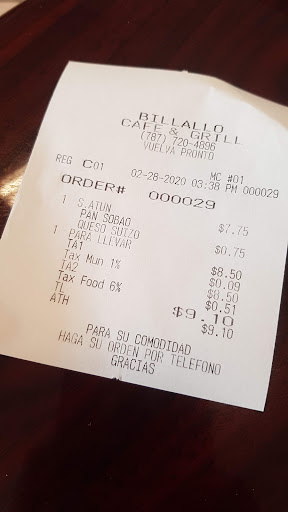 BILLALLO
CAFE & GRILL
(787) 720-4896
VUELVA PRONTO
REG C01 MC #01
02-28-2020 03:38 PM 000029
ORDER# 000029
1 S.ATUN $7.75
PAN SOBAO
QUESO SUIZO
1 PARA LLEVAR $0.75
TA1 $8.50
Tax Mun 1% $0.09
TA2 $8.50
Tax Food 6% $0.51
TL $9.10
ATH $9.10
PARA SU COMODIDAD
HAGA SU ORDEN POR TELEFONO
GRACIAS